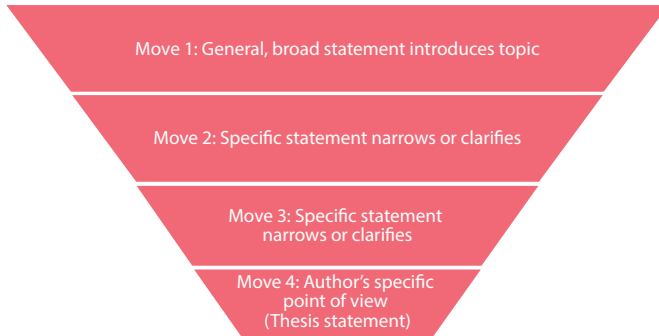 Move 1: General, broad statement introduces topic
Move 2: Specific statement narrows or clarifies
Move 3: Specific statement
narrows or clarifies
Move 4: Author's specific
point of view
(Thesis statement)